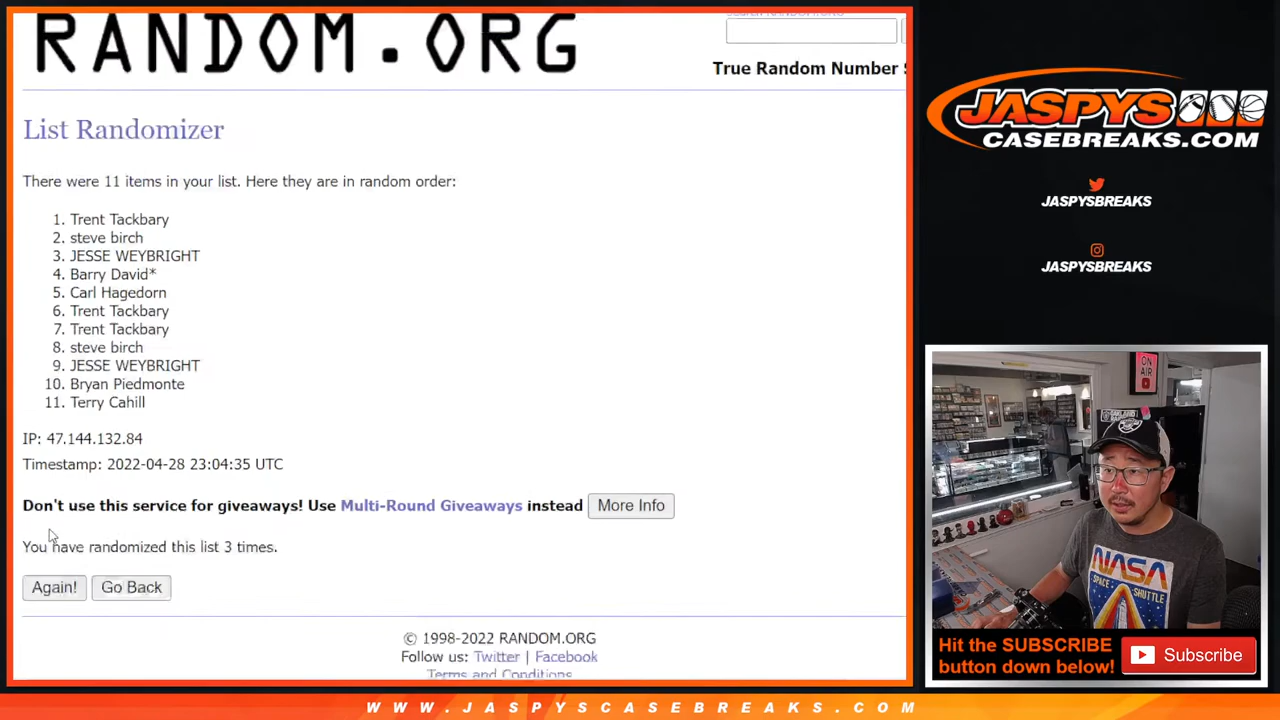 RANDOM.ORG
True Random Number
List Randomizer
There were 11 items in your list. Here they are in random order:
1. Trent Tackbary
2. steve birch
3. JESSE WEYBRIGHT
4. Barry David*
5. Carl Hagedorn
6. Trent Tackbary
7. Trent Tackbary
8. steve birch
9. JESSE WEYBRIGHT
10. Bryan Piedmonte
11. Terry Cahill
IP: 47.144.132.84
Timestamp: 2022-04-28 23:04:35 UTC
Don't use this service for giveaways! Use Multi-Round Giveaways instead More Info
You have randomized this list 3 times.
Again! Go Back
© 1998-2022 RANDOM.ORG
Follow us: Twitter | Facebook
Terms and Conditions
JASPYS
CASEBREAKS.COM
JASPYSBREAKS
JASPYSBREAKS
ON
AIR
NASA
SPACE SHUTTLE
Hit the SUBSCRIBE
button down below!
Subscribe
WWW.JASPYSCASEBREAKS.COM